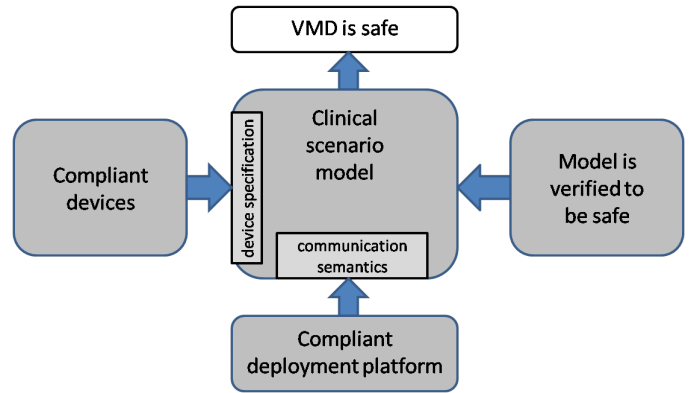 VMD is safe
Clinical
scenario
model
device specification
communication
semantics
Compliant
devices
Model is
verified to
be safe
Compliant
deployment platform